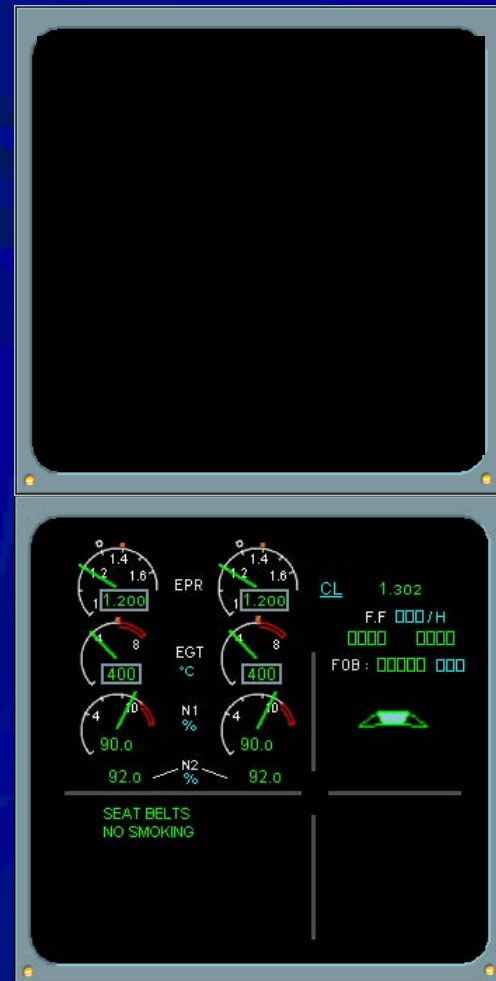 1.4 1.4
1.2 1.6 EPR 1.2 1.6
1 1.200 1 1.200
CL 1.302
F.F /H
4 8 EGT 4 8
400 °C 400
FOB :
4 10 N1 4 10
90.0 % 90.0
92.0 N2 92.0
%
SEAT BELTS
NO SMOKING